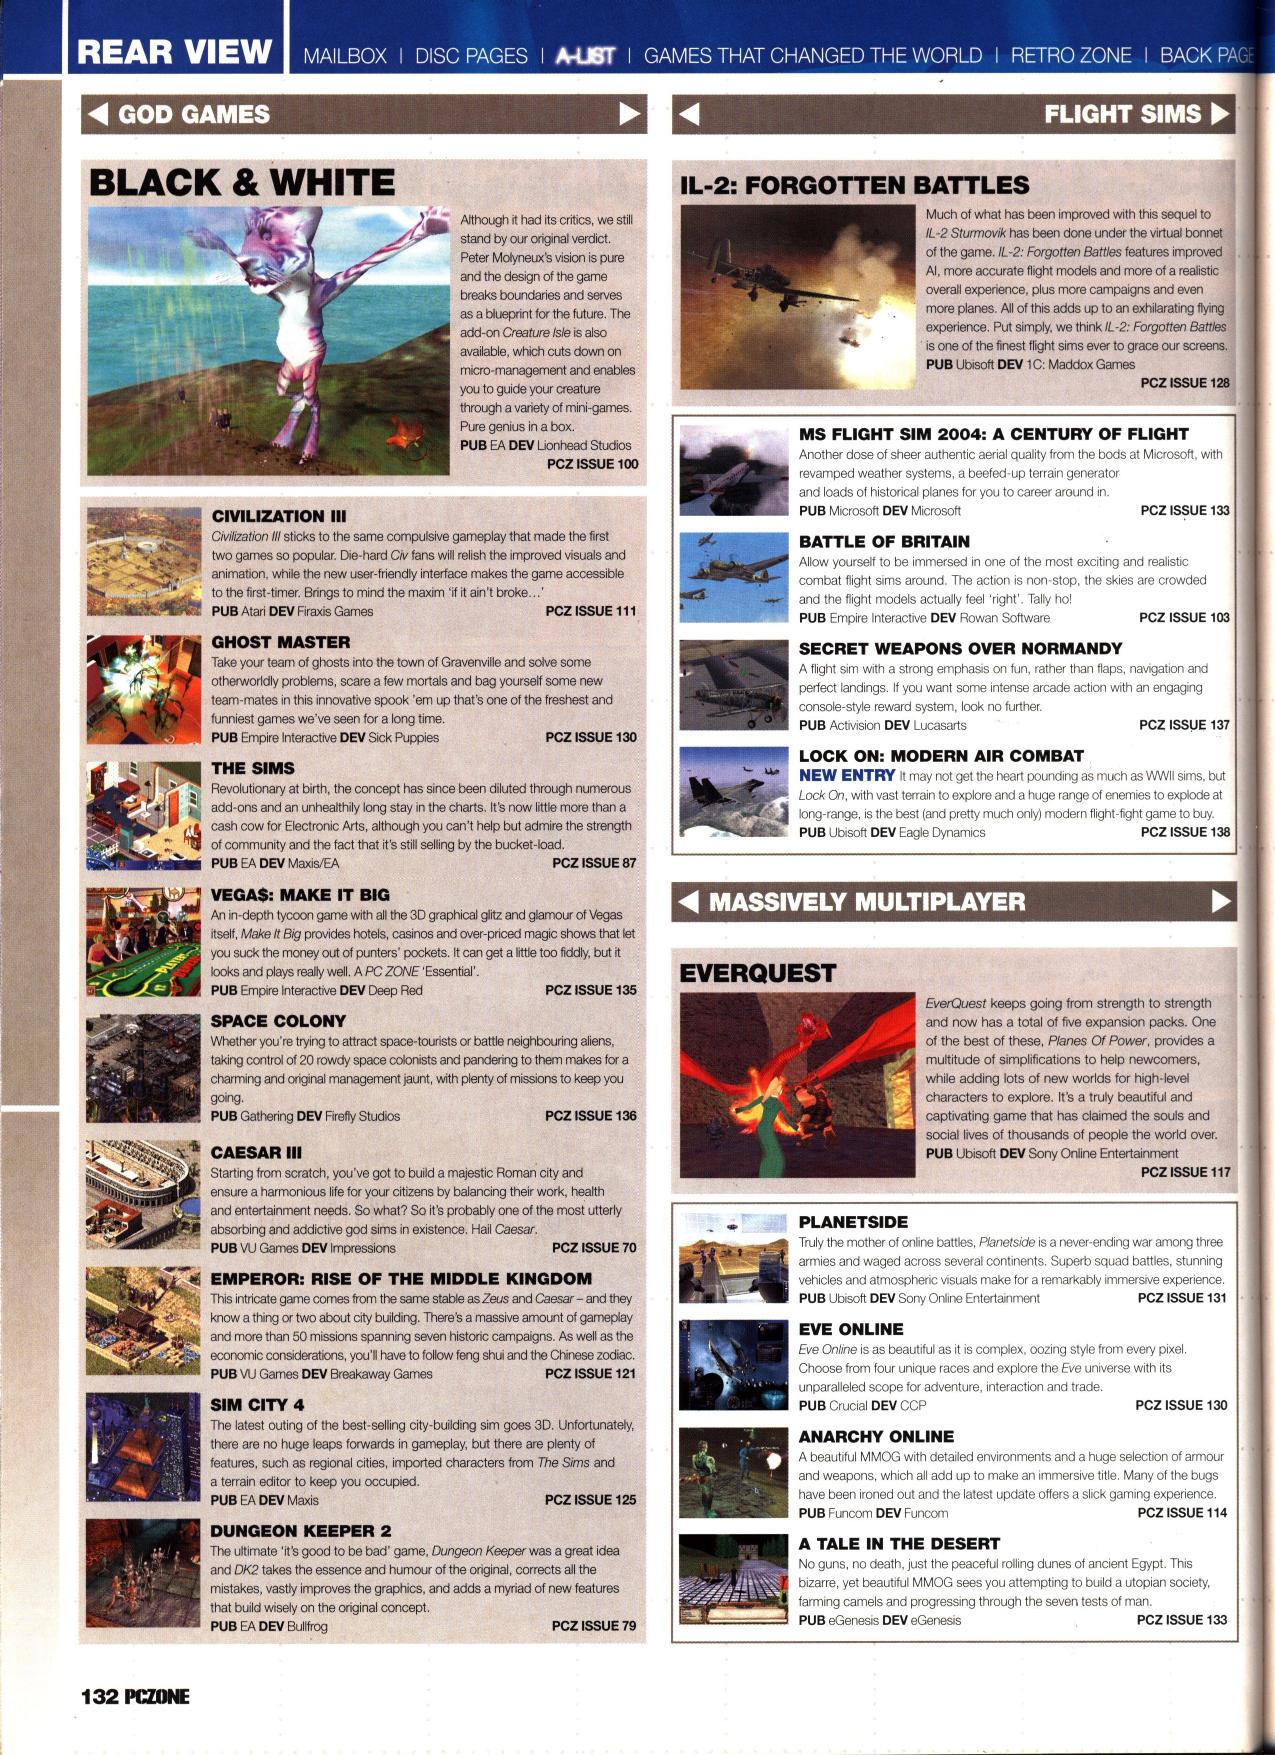 REAR VIEW
MAILBOX | DISC PAGES | A-LIST | GAMES THAT CHANGED THE WORLD | RETRO ZONE | BACK PAGE
GOD GAMES
BLACK & WHITE
Although it had its critics, we still
stand by our original verdict.
Peter Molyneux's vision is pure
and the design of the game
breaks boundaries and serves
as a blueprint for the future. The
add-on Creature Isle is also
available, which cuts down on
micro-management and enables
you to guide your creature
through a variety of mini-games.
Pure genius in a box.
PUB EA DEV Lionhead Studios
PCZ ISSUE 100
CIVILIZATION III
Civilization III sticks to the same compulsive gameplay that made the first
two games so popular. Die-hard Civ fans will relish the improved visuals and
animation, while the new user-friendly interface makes the game accessible
to the first-timer. Brings to mind the maxim 'if it ain't broke...'
PUB Atari DEV Firaxis Games PCZ ISSUE 111
GHOST MASTER
Take your team of ghosts into the town of Gravenville and solve some
otherworldly problems, scare a few mortals and bag yourself some new
team-mates in this innovative spook 'em up that's one of the freshest and
funniest games we've seen for a long time.
PUB Empire Interactive DEV Sick Puppies PCZ ISSUE 130
THE SIMS
Revolutionary at birth, the concept has since been diluted through numerous
add-ons and an unhealthily long stay in the charts. It's now little more than a
cash cow for Electronic Arts, although you can't help but admire the strength
of community and the fact that it's still selling by the bucket-load.
PUB EA DEV Maxis/EA PCZ ISSUE 87
VEGA$: MAKE IT BIG
An in-depth tycoon game with all the 3D graphical glitz and glamour of Vegas
itself, Make It Big provides hotels, casinos and over-priced magic shows that let
you suck the money out of punters' pockets. It can get a little too fiddly, but it
looks and plays really well. A PC ZONE 'Essential'.
PUB Empire Interactive DEV Deep Red PCZ ISSUE 135
SPACE COLONY
Whether you're trying to attract space-tourists or battle neighbouring aliens,
taking control of 20 rowdy space colonists and pandering to them makes for a
charming and original management jaunt, with plenty of missions to keep you
going.
PUB Gathering DEV Firefly Studios PCZ ISSUE 136
CAESAR III
Starting from scratch, you've got to build a majestic Roman city and
ensure a harmonious life for your citizens by balancing their work, health
and entertainment needs. So what? So it's probably one of the most utterly
absorbing and addictive god sims in existence. Hail Caesar.
PUB VU Games DEV Impressions PCZ ISSUE 70
EMPEROR: RISE OF THE MIDDLE KINGDOM
This intricate game comes from the same stable as Zeus and Caesar – and they
know a thing or two about city building. There's a massive amount of gameplay
and more than 50 missions spanning seven historic campaigns. As well as the
economic considerations, you'll have to follow feng shui and the Chinese zodiac.
PUB VU Games DEV Breakaway Games PCZ ISSUE 121
SIM CITY 4
The latest outing of the best-selling city-building sim goes 3D. Unfortunately,
there are no huge leaps forwards in gameplay, but there are plenty of
features, such as regional cities, imported characters from The Sims and
a terrain editor to keep you occupied.
PUB EA DEV Maxis PCZ ISSUE 125
DUNGEON KEEPER 2
The ultimate 'it's good to be bad' game, Dungeon Keeper was a great idea
and DK2 takes the essence and humour of the original, corrects all the
mistakes, vastly improves the graphics, and adds a myriad of new features
that build wisely on the original concept.
PUB EA DEV Bullfrog PCZ ISSUE 79
132 PCZONE
FLIGHT SIMS
IL-2: FORGOTTEN BATTLES
Much of what has been improved with this sequel to
IL-2 Sturmovik has been done under the virtual bonnet
of the game. IL-2: Forgotten Battles features improved
AI, more accurate flight models and more of a realistic
overall experience, plus more campaigns and even
more planes. All of this adds up to an exhilarating flying
experience. Put simply, we think IL-2: Forgotten Battles
is one of the finest flight sims ever to grace our screens.
PUB Ubisoft DEV 1C: Maddox Games
PCZ ISSUE 128
MS FLIGHT SIM 2004: A CENTURY OF FLIGHT
Another dose of sheer authentic aerial quality from the bods at Microsoft, with
revamped weather systems, a beefed-up terrain generator
and loads of historical planes for you to career around in.
PUB Microsoft DEV Microsoft PCZ ISSUE 133
BATTLE OF BRITAIN
Allow yourself to be immersed in one of the most exciting and realistic
combat flight sims around. The action is non-stop, the skies are crowded
and the flight models actually feel 'right'. Tally ho!
PUB Empire Interactive DEV Rowan Software PCZ ISSUE 103
SECRET WEAPONS OVER NORMANDY
A flight sim with a strong emphasis on fun, rather than flaps, navigation and
perfect landings. If you want some intense arcade action with an engaging
console-style reward system, look no further.
PUB Activision DEV Lucasarts PCZ ISSUE 137
LOCK ON: MODERN AIR COMBAT
NEW ENTRY It may not get the heart pounding as much as WWII sims, but
Lock On, with vast terrain to explore and a huge range of enemies to explode at
long-range, is the best (and pretty much only) modern flight-fight game to buy.
PUB Ubisoft DEV Eagle Dynamics PCZ ISSUE 138
MASSIVELY MULTIPLAYER
EVERQUEST
EverQuest keeps going from strength to strength
and now has a total of five expansion packs. One
of the best of these, Planes Of Power, provides a
multitude of simplifications to help newcomers,
while adding lots of new worlds for high-level
characters to explore. It's a truly beautiful and
captivating game that has claimed the souls and
social lives of thousands of people the world over.
PUB Ubisoft DEV Sony Online Entertainment
PCZ ISSUE 117
PLANETSIDE
Truly the mother of online battles, Planetside is a never-ending war among three
armies and waged across several continents. Superb squad battles, stunning
vehicles and atmospheric visuals make for a remarkably immersive experience.
PUB Ubisoft DEV Sony Online Entertainment PCZ ISSUE 131
EVE ONLINE
Eve Online is as beautiful as it is complex, oozing style from every pixel.
Choose from four unique races and explore the Eve universe with its
unparalleled scope for adventure, interaction and trade.
PUB Crucial DEV CCP PCZ ISSUE 130
ANARCHY ONLINE
A beautiful MMOG with detailed environments and a huge selection of armour
and weapons, which all add up to make an immersive title. Many of the bugs
have been ironed out and the latest update offers a slick gaming experience.
PUB Funcom DEV Funcom PCZ ISSUE 114
A TALE IN THE DESERT
No guns, no death, just the peaceful rolling dunes of ancient Egypt. This
bizarre, yet beautiful MMOG sees you attempting to build a utopian society,
farming camels and progressing through the seven tests of man.
PUB eGenesis DEV eGenesis PCZ ISSUE 133